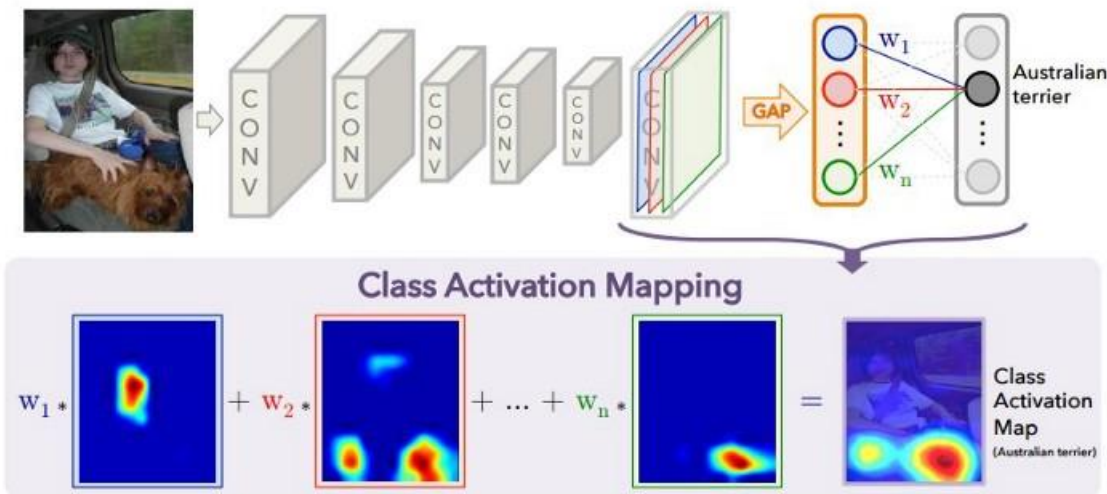 CONV
CONV
CONV
CONV
CONV
CONV
GAP
w1
w2
wn
Australian
terrier
Class Activation Mapping
w1 * + w2 * + ... + wn * =
Class
Activation
Map
(Australian terrier)